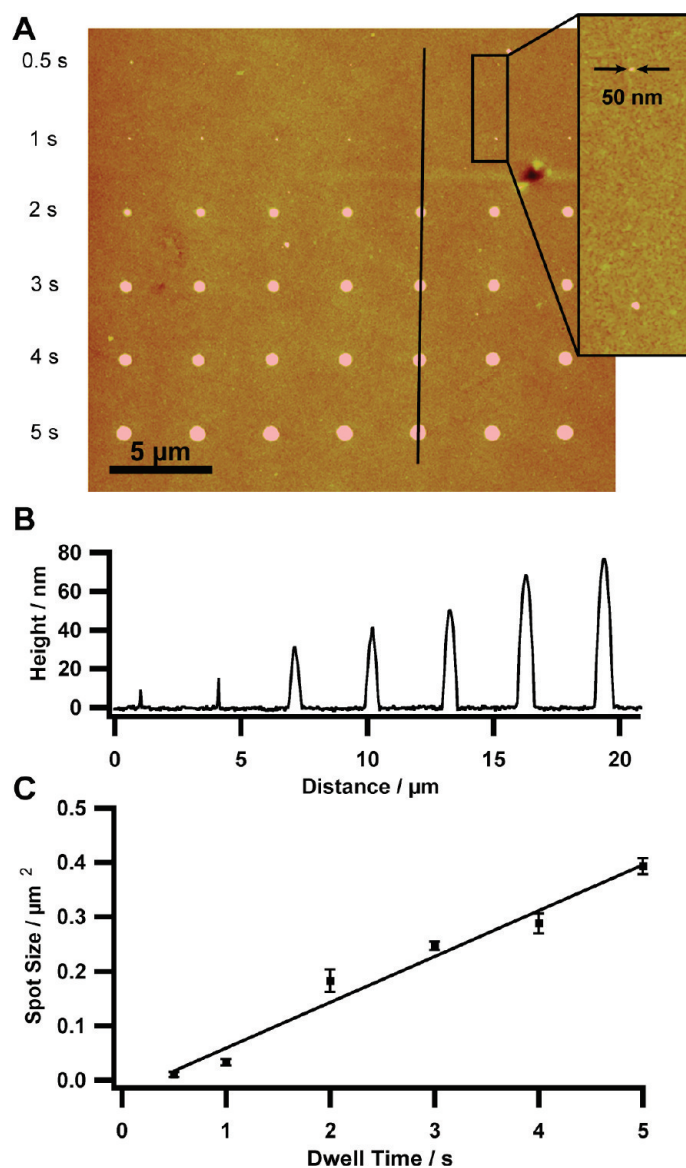 A
0.5 s
1 s
2 s
3 s
4 s
5 s
50 nm
5 µm
B
Height / nm
80
60
40
20
0
0 5 10 15 20
Distance / µm
C
Spot Size / µm²
0.5
0.4
0.3
0.2
0.1
0.0
0 1 2 3 4 5
Dwell Time / s